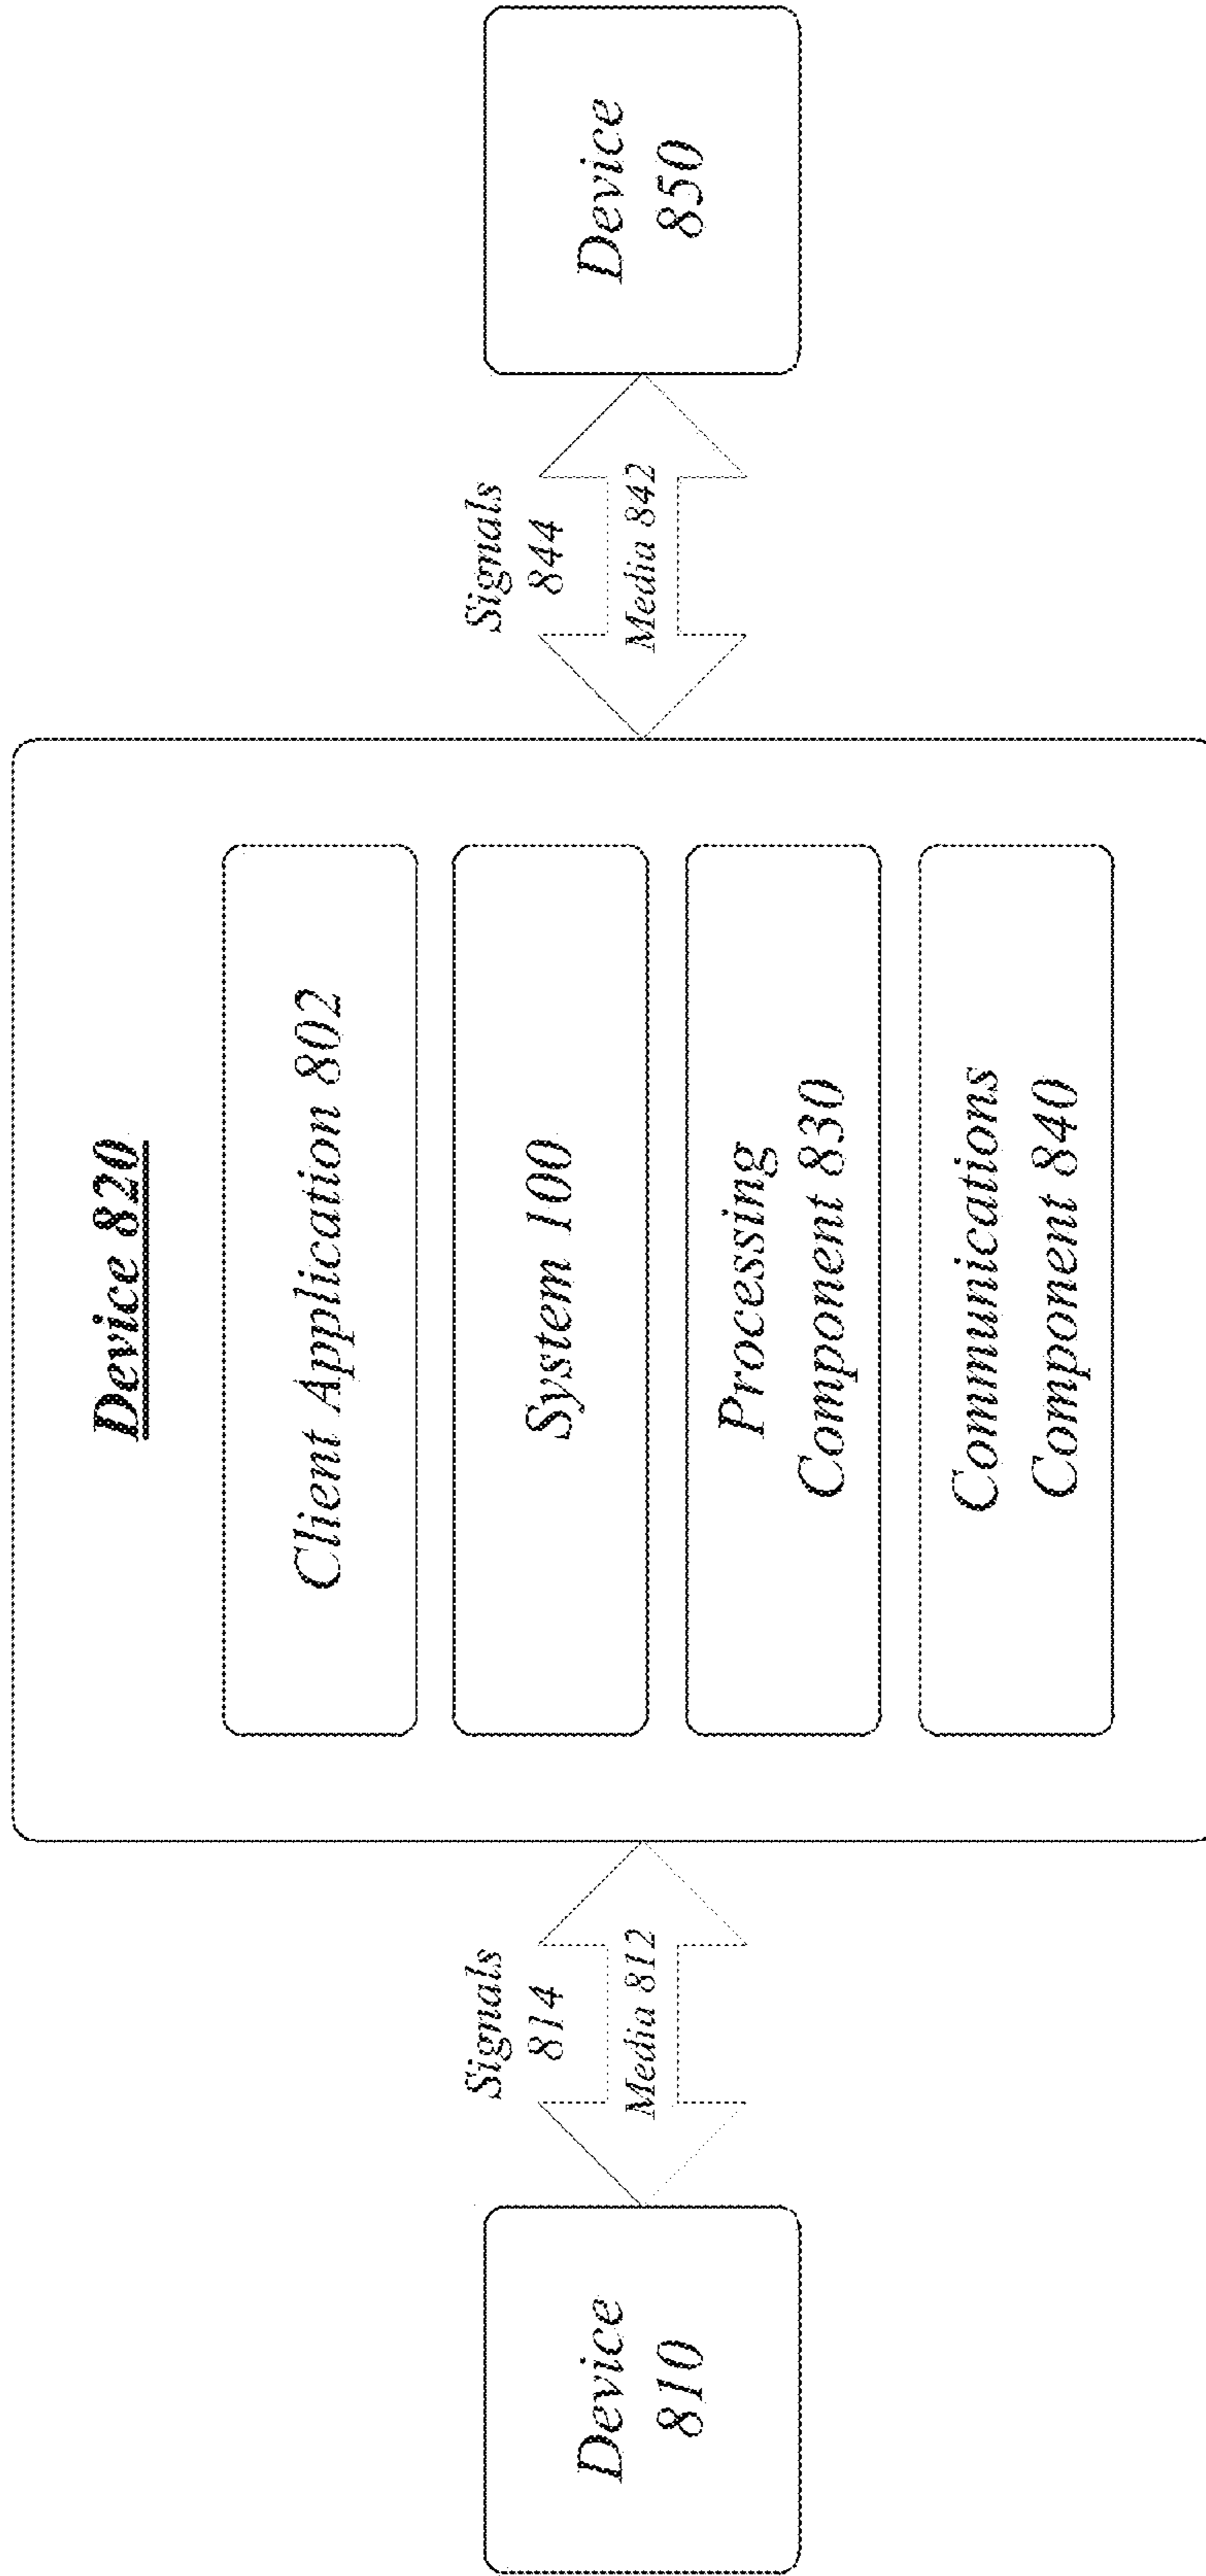 Device 820
Client Application 802
System 100
Processing
Component 830
Communications
Component 840
Device
810
Signals
814
Media 812
Signals
844
Media 842
Device
850